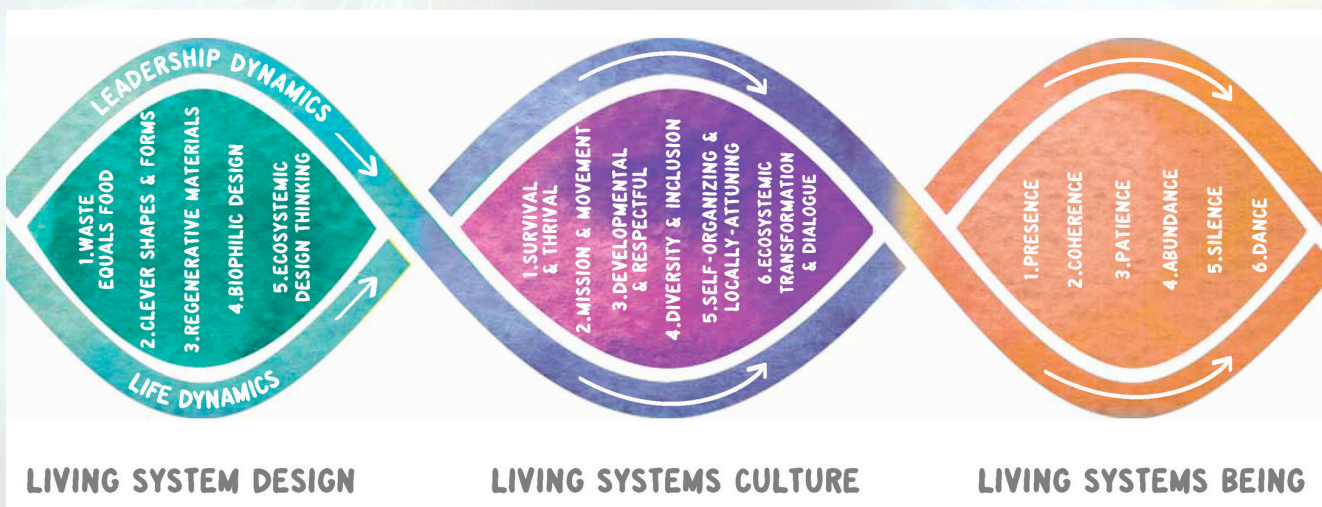 LEADERSHIP DYNAMICS
1.WASTE
EQUALS FOOD
2.CLEVER SHAPES & FORMS
3.REGENERATIVE MATERIALS
4.BIOPHILIC DESIGN
5.ECOSYSTEMIC
DESIGN THINKING
LIFE DYNAMICS
1.SURVIVAL
& THRIVAL
2.MISSION & MOVEMENT
3.DEVELOPMENTAL
& RESPECTFUL
4.DIVERSITY & INCLUSION
5.SELF-ORGANIZING &
LOCALLY-ATTUNING
6.ECOSYSTEMIC
TRANSFORMATION
& DIALOGUE
1.PRESENCE
2.COHERENCE
3.PATIENCE
4.ABUNDANCE
5.SILENCE
6.DANCE
LIVING SYSTEM DESIGN
LIVING SYSTEMS CULTURE
LIVING SYSTEMS BEING